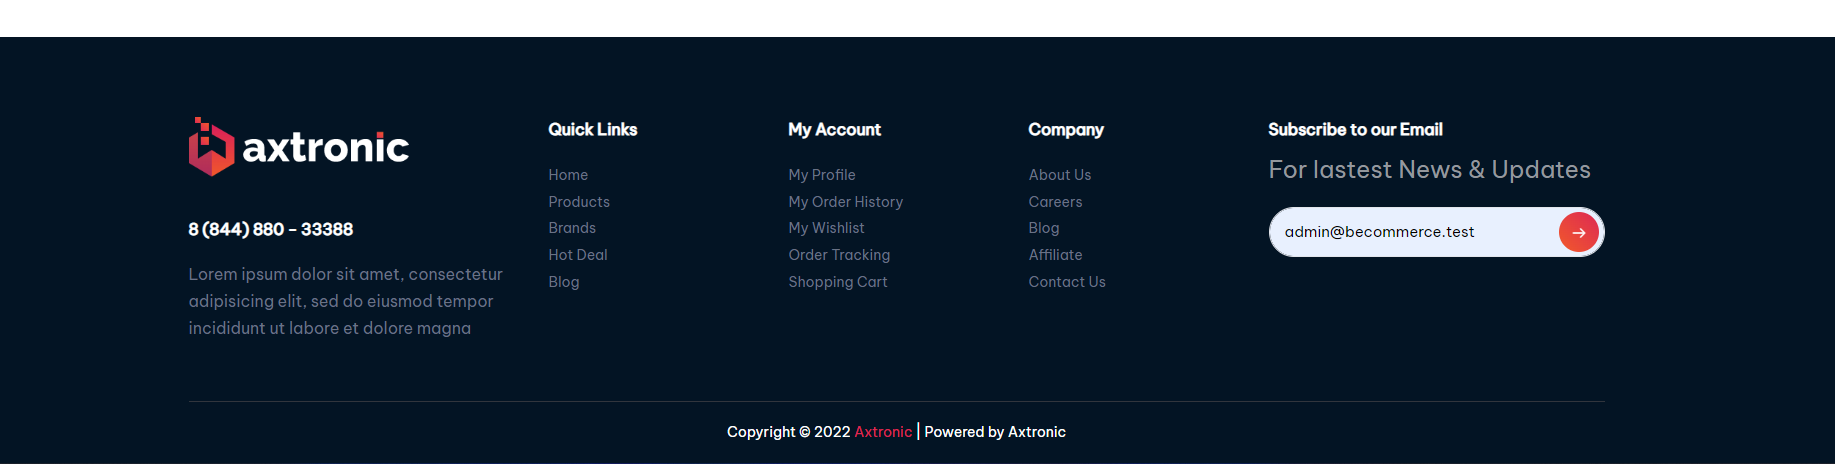 axtronic
8 (844) 880 - 33388
Lorem ipsum dolor sit amet, consectetur
adipisicing elit, sed do eiusmod tempor
incididunt ut labore et dolore magna
Quick Links
Home
Products
Brands
Hot Deal
Blog
My Account
My Profile
My Order History
My Wishlist
Order Tracking
Shopping Cart
Company
About Us
Careers
Blog
Affiliate
Contact Us
Subscribe to our Email
For lastest News & Updates
admin@becommerce.test
Copyright © 2022 Axtronic | Powered by Axtronic